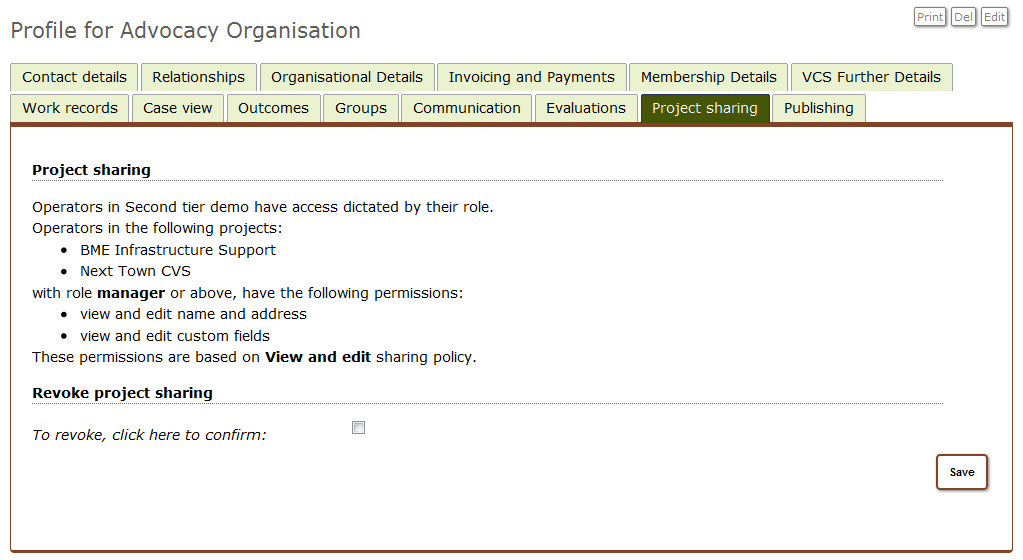 Profile for Advocacy Organisation
Print Del Edit
Contact details Relationships Organisational Details Invoicing and Payments Membership Details VCS Further Details
Work records Case view Outcomes Groups Communication Evaluations Project sharing Publishing
Project sharing
Operators in Second tier demo have access dictated by their role.
Operators in the following projects:
• BME Infrastructure Support
• Next Town CVS
with role manager or above, have the following permissions:
• view and edit name and address
• view and edit custom fields
These permissions are based on View and edit sharing policy.
Revoke project sharing
To revoke, click here to confirm:
Save